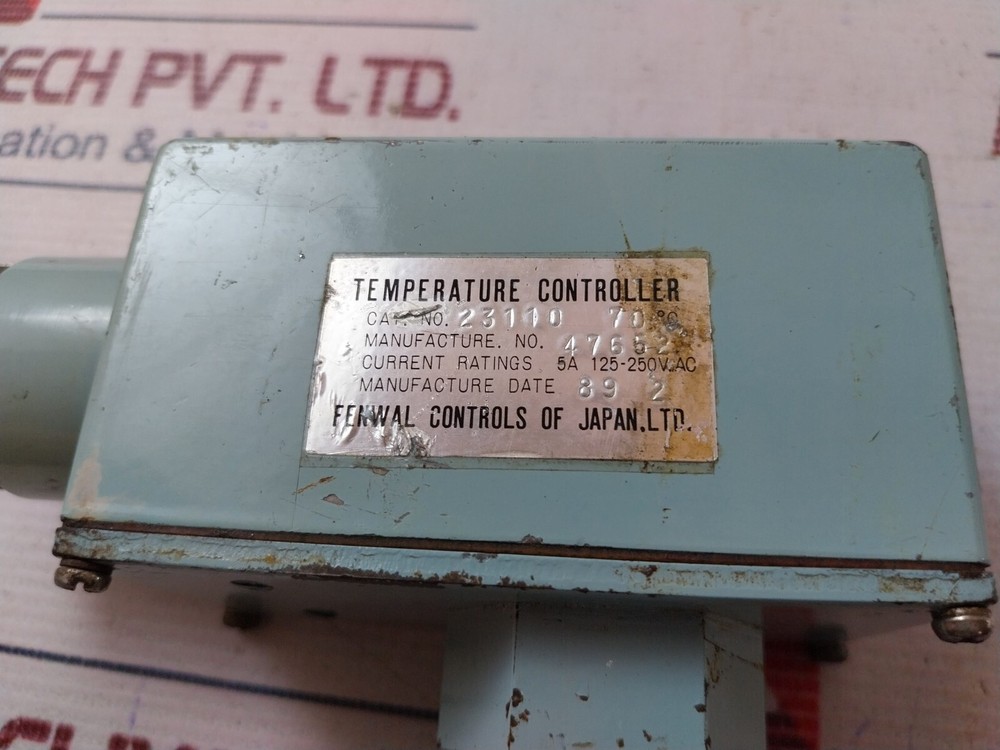 TECH PVT. LTD.
ation &
TEMPERATURE CONTROLLER
CAT. NO. 23110 70 °C
MANUFACTURE. NO. 47652
CURRENT RATINGS 5A 125-250V.AC
MANUFACTURE DATE 89 2
FENWAL CONTROLS OF JAPAN,LTD.